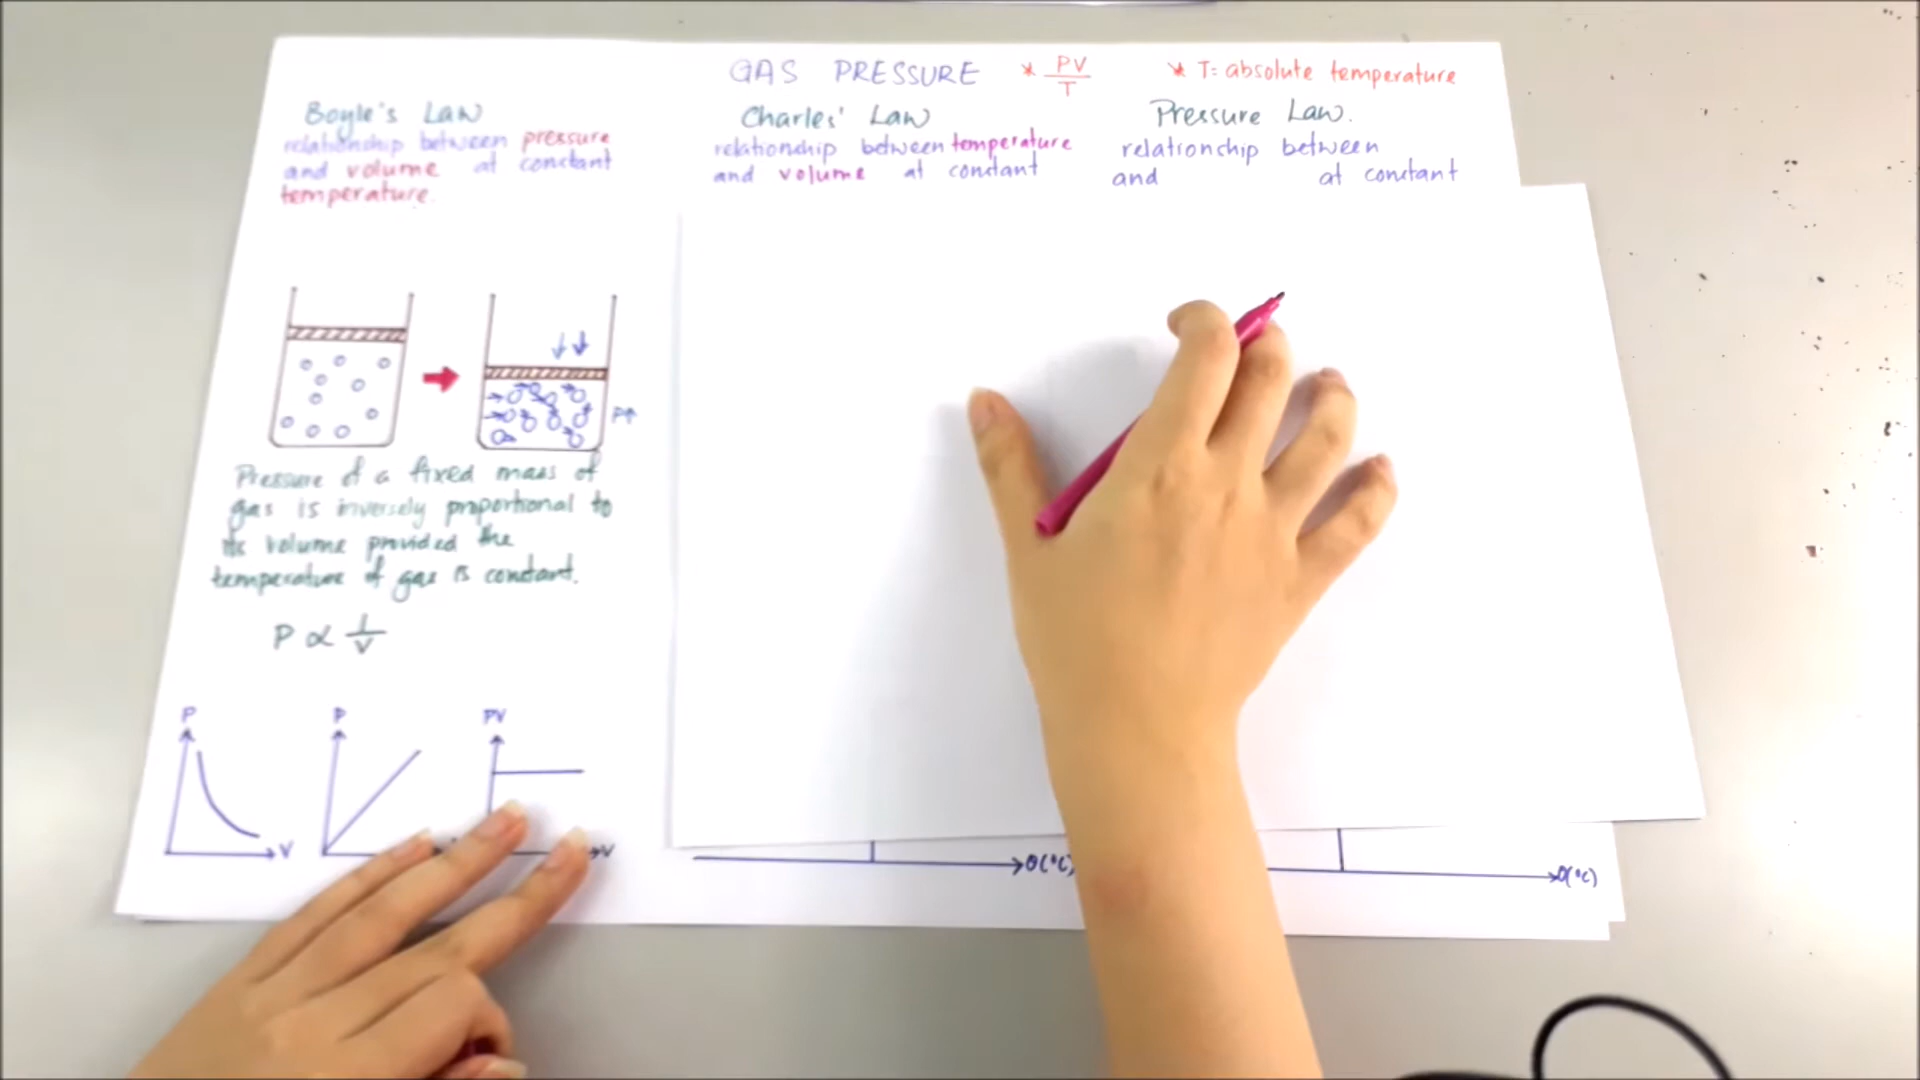 GAS PRESSURE * PV/T * T: absolute temperature
Boyle's Law
relationship between pressure
and volume at constant
temperature.
P↑
Pressure of a fixed mass of
gas is inversely proportional to
its volume provided the
temperature of gas is constant.
P ∝ 1/V
P
V
P
PV
V
Charles' Law
relationship between temperature
and volume at constant
θ(°C)
Pressure Law.
relationship between
and at constant
θ(°C)